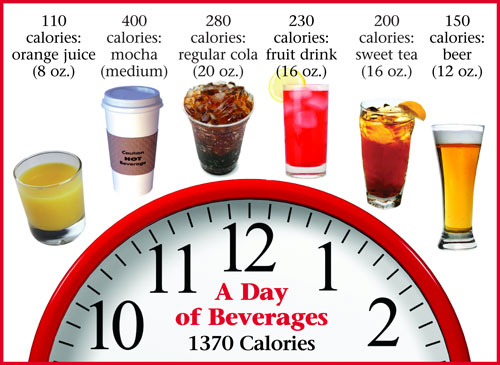 110
calories:
orange juice
(8 oz.)
400
calories:
mocha
(medium)
280
calories:
regular cola
(20 oz.)
230
calories:
fruit drink
(16 oz.)
200
calories:
sweet tea
(16 oz.)
150
calories:
beer
(12 oz.)
Caution
HOT
Beverage
10
11
12
1
2
A Day
of Beverages
1370 Calories